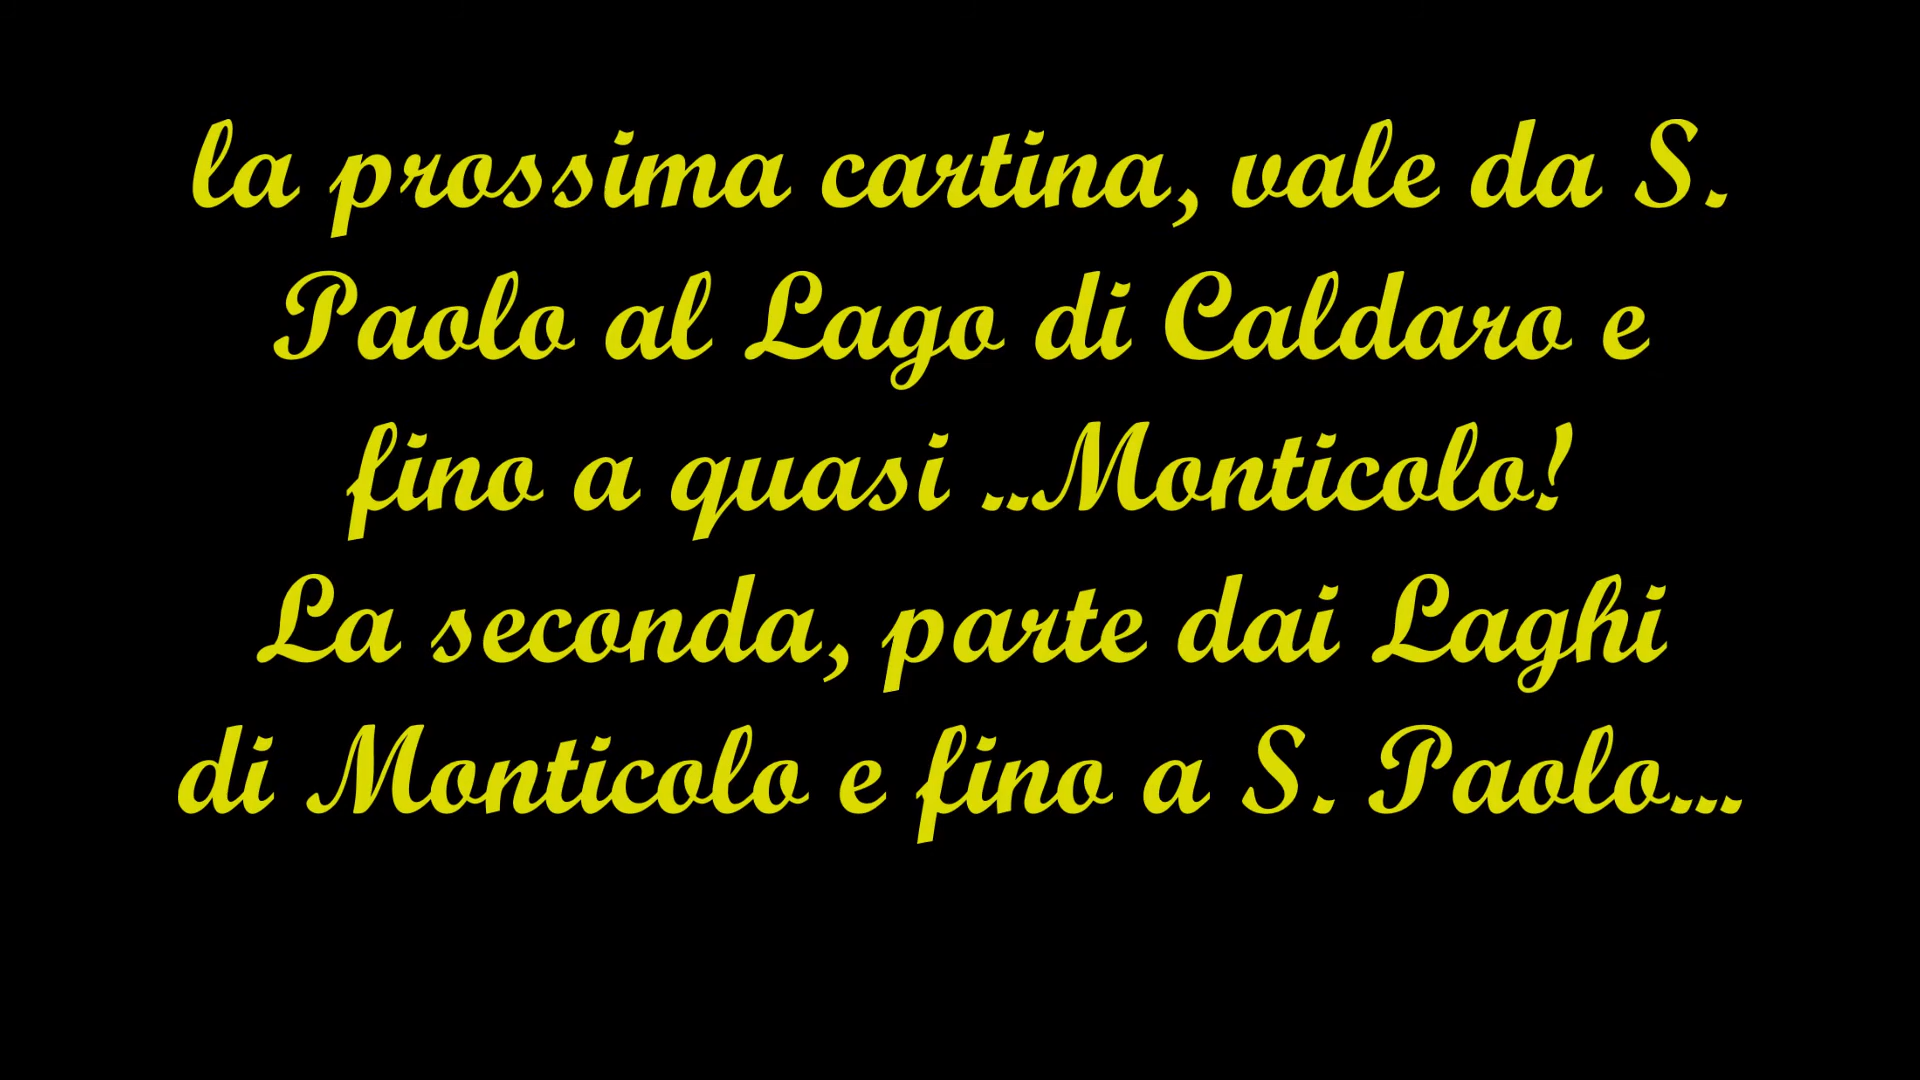 la prossima cartina, vale da S.
Paolo al Lago di Caldaro e
fino a quasi ..Monticolo!
La seconda, parte dai Laghi
di Monticolo e fino a S. Paolo...